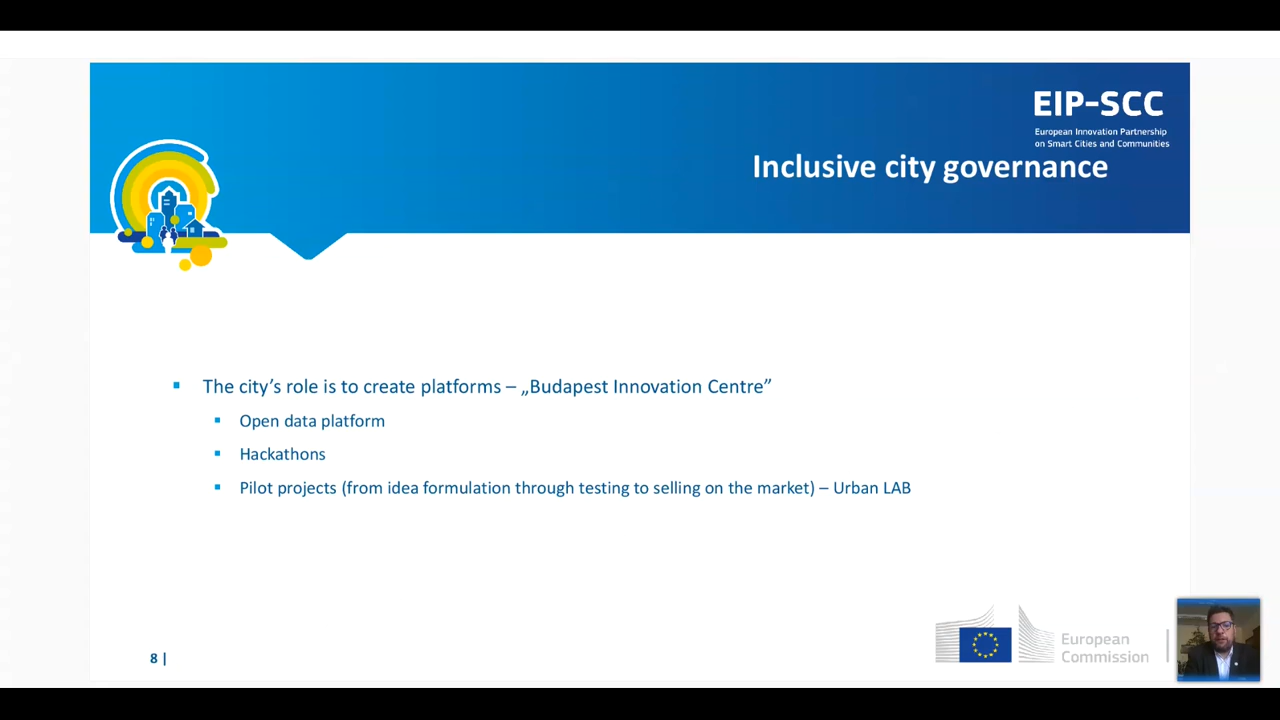 EIP-SCC
European Innovation Partnership
on Smart Cities and Communities
Inclusive city governance
The city’s role is to create platforms – „Budapest Innovation Centre”
Open data platform
Hackathons
Pilot projects (from idea formulation through testing to selling on the market) – Urban LAB
8 |
European
Commission